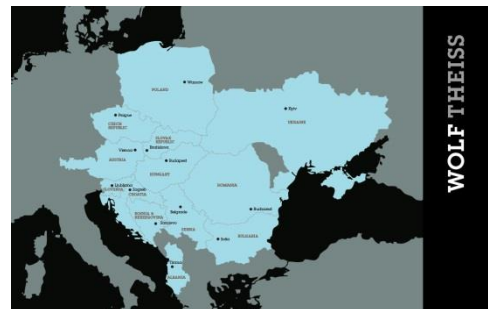 WOLF THEISS
POLAND
Warsaw
Prague
CZECH
REPUBLIC
Kyiv
UKRAINE
SLOVAK
REPUBLIC
Vienna
Bratislava
AUSTRIA
Budapest
HUNGARY
Ljubljana
SLOVENIA
Zagreb
CROATIA
ROMANIA
BOSNIA &
HERZEGOVINA
Belgrade
Bucharest
Sarajevo
SERBIA
Sofia
BULGARIA
Tirana
ALBANIA